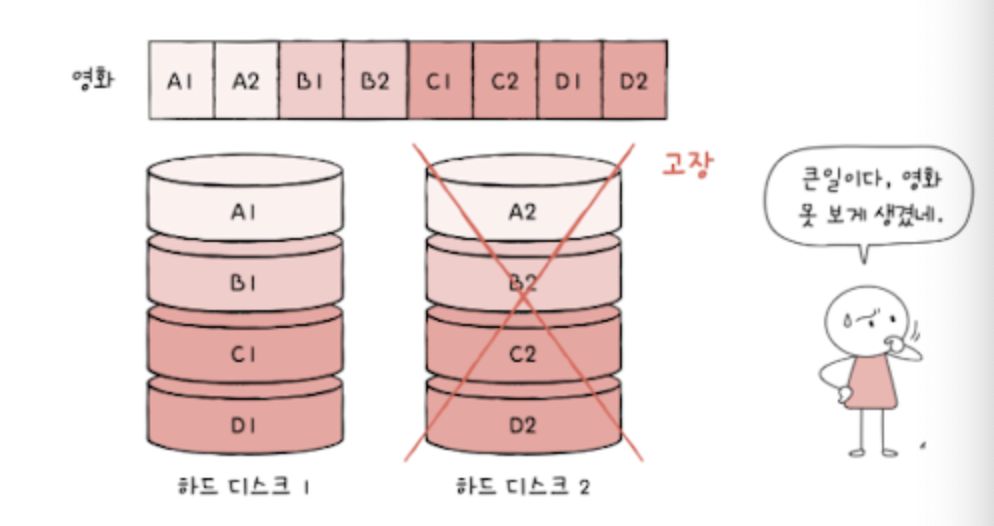 영화 A1 A2 B1 B2 C1 C2 D1 D2
고장
큰일이다, 영화
못 보게 생겼네.
A1 A2
B1 B2
C1 C2
D1 D2
하드 디스크 1 하드 디스크 2